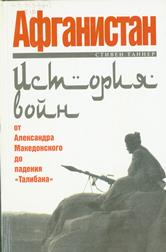 Афганистан
СТИВЕН ТАННЕР
История
войн
от
Александра
Македонского
до
падения
«Талибана»